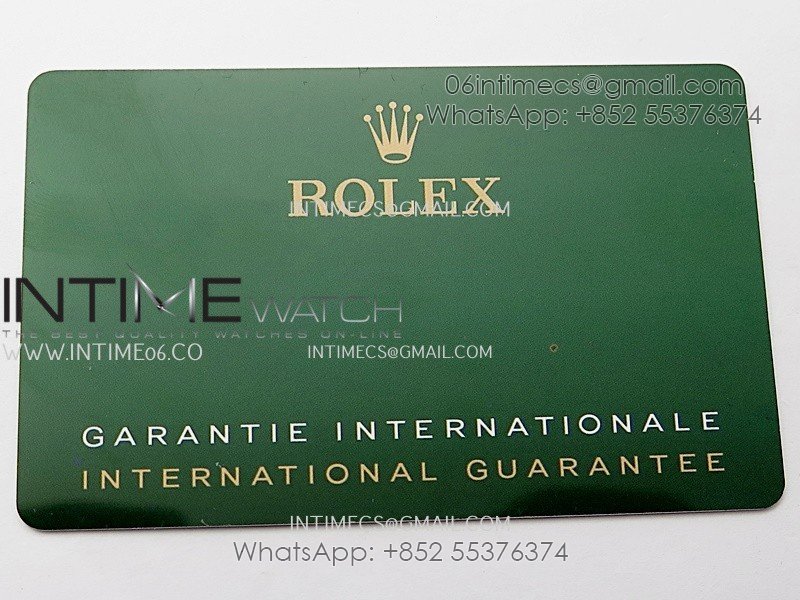 06intimecs@gmail.com
WhatsApp: +852 55376374
ROLEX
INTIMECS@GMAIL.COM
INTIME WATCH
THE BEST QUALITY WATCHES ON-LINE
WWW.INTIME06.CO
INTIMECS@GMAIL.COM
GARANTIE INTERNATIONALE
INTERNATIONAL GUARANTEE
INTIMECS@GMAIL.COM
WhatsApp: +852 55376374